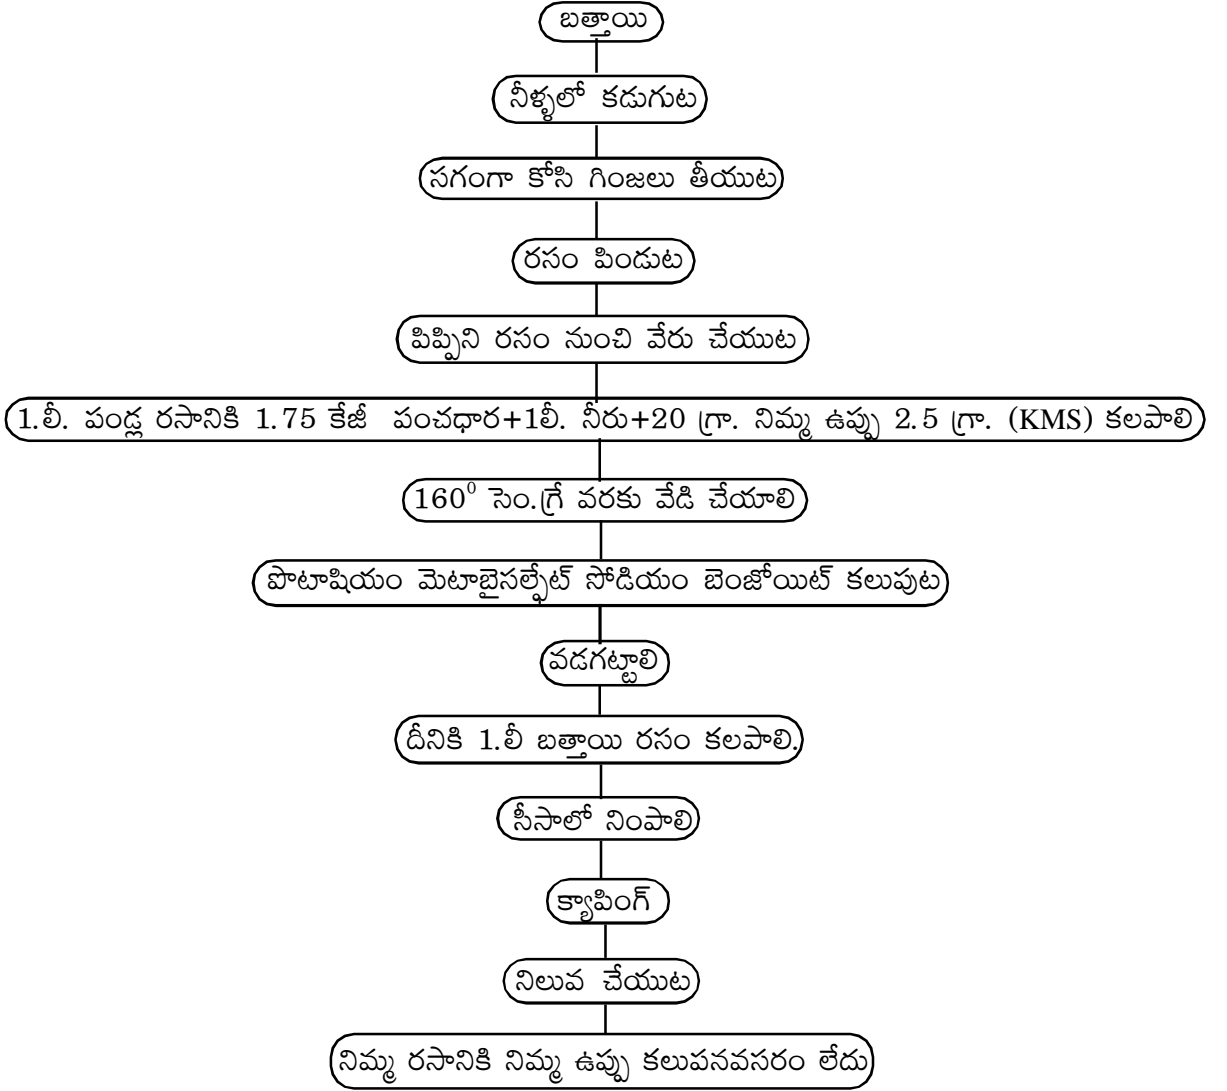 బత్తాయి
నీళ్ళలో కడుగుట
సగంగా కోసి గింజలు తీయుట
రసం పిండుట
పిప్పిని రసం నుంచి వేరు చేయుట
1.లీ. పండ్ల రసానికి 1.75 కేజీ పంచధార+1లీ. నీరు+20 గ్రా. నిమ్మ ఉప్పు 2.5 గ్రా. (KMS) కలపాలి
160⁰ సెం.గ్రే వరకు వేడి చేయాలి
పొటాషియం మెటాబైసల్ఫేట్ సోడియం బెంజోయిట్ కలుపుట
వడగట్టాలి
దీనికి 1.లీ బత్తాయి రసం కలపాలి.
సీసాలో నింపాలి
క్యాపింగ్
నిలువ చేయుట
నిమ్మ రసానికి నిమ్మ ఉప్పు కలుపనవసరం లేదు